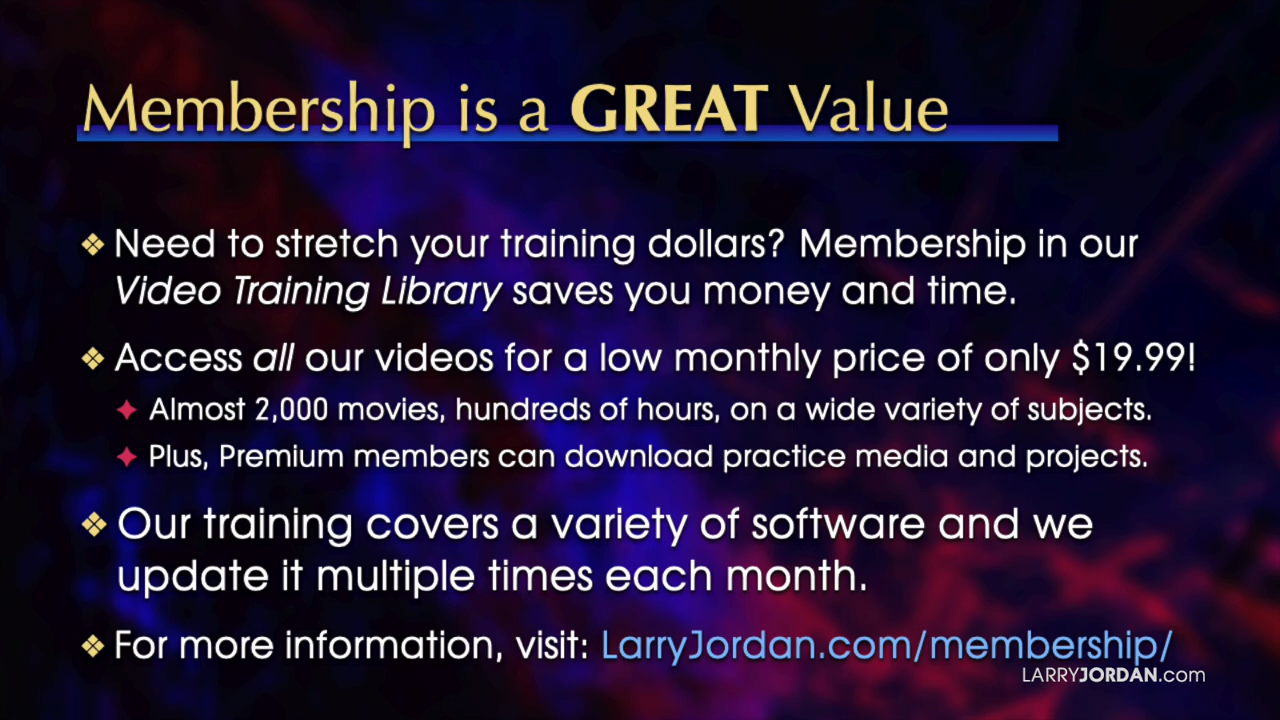 Membership is a GREAT Value
❖ Need to stretch your training dollars? Membership in our
Video Training Library saves you money and time.
❖ Access all our videos for a low monthly price of only $19.99!
✦ Almost 2,000 movies, hundreds of hours, on a wide variety of subjects.
✦ Plus, Premium members can download practice media and projects.
❖ Our training covers a variety of software and we
update it multiple times each month.
❖ For more information, visit: LarryJordan.com/membership/
LARRYJORDAN.com